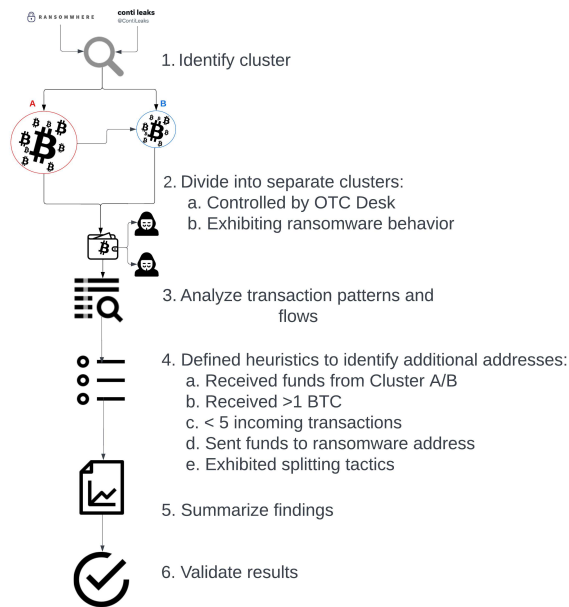 RANSOMWHERE
conti leaks
@ContiLeaks
1. Identify cluster
A
B
2. Divide into separate clusters:
a. Controlled by OTC Desk
b. Exhibiting ransomware behavior
3. Analyze transaction patterns and
flows
4. Defined heuristics to identify additional addresses:
a. Received funds from Cluster A/B
b. Received >1 BTC
c. < 5 incoming transactions
d. Sent funds to ransomware address
e. Exhibited splitting tactics
5. Summarize findings
6. Validate results